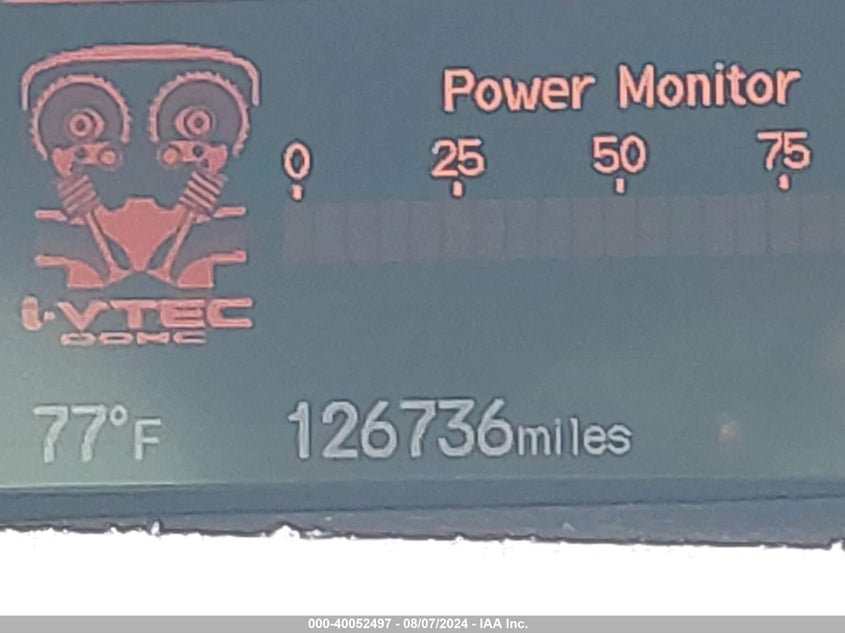 Power Monitor
0 25 50 75
i-VTEC
DOHC
77°F 126736miles
000-40052497 - 08/07/2024 - IAA Inc.